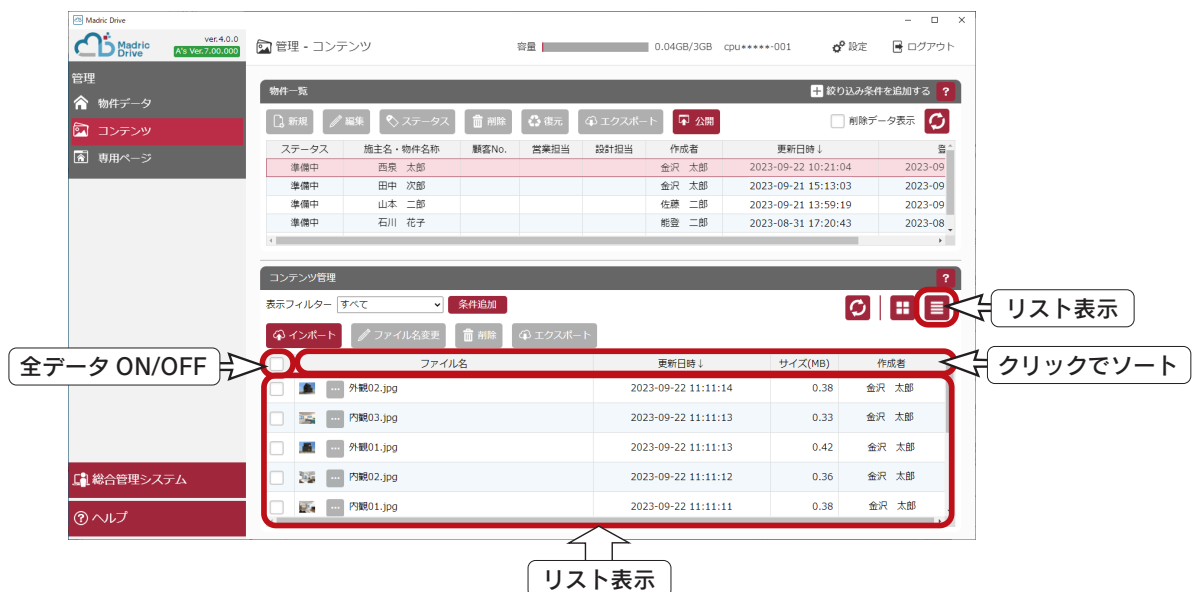 Madric Drive
Madric Drive
ver.4.0.0
A's Ver.7.00.000
管理 - コンテンツ
容量 0.04GB/3GB cpu*****-001
設定
ログアウト
管理
物件データ
コンテンツ
専用ページ
総合管理システム
ヘルプ
物件一覧
絞り込み条件を追加する ?
新規 編集 ステータス 削除 復元 エクスポート 公開 削除データ表示
ステータス 施主名・物件名称 顧客No. 営業担当 設計担当 作成者 更新日時↓
準備中 西泉 太郎 金沢 太郎 2023-09-22 10:21:04 2023-09
準備中 田中 次郎 金沢 太郎 2023-09-21 15:13:03 2023-09
準備中 山本 二郎 佐藤 二郎 2023-09-21 13:59:19 2023-09
準備中 石川 花子 能登 二郎 2023-08-31 17:20:43 2023-08
コンテンツ管理 ?
表示フィルター すべて 条件追加
リスト表示
インポート ファイル名変更 削除 エクスポート
全データ ON/OFF
ファイル名 更新日時↓ サイズ(MB) 作成者
クリックでソート
外観02.jpg 2023-09-22 11:11:14 0.38 金沢 太郎
内観03.jpg 2023-09-22 11:11:13 0.33 金沢 太郎
外観01.jpg 2023-09-22 11:11:13 0.42 金沢 太郎
内観02.jpg 2023-09-22 11:11:12 0.36 金沢 太郎
内観01.jpg 2023-09-22 11:11:11 0.38 金沢 太郎
リスト表示